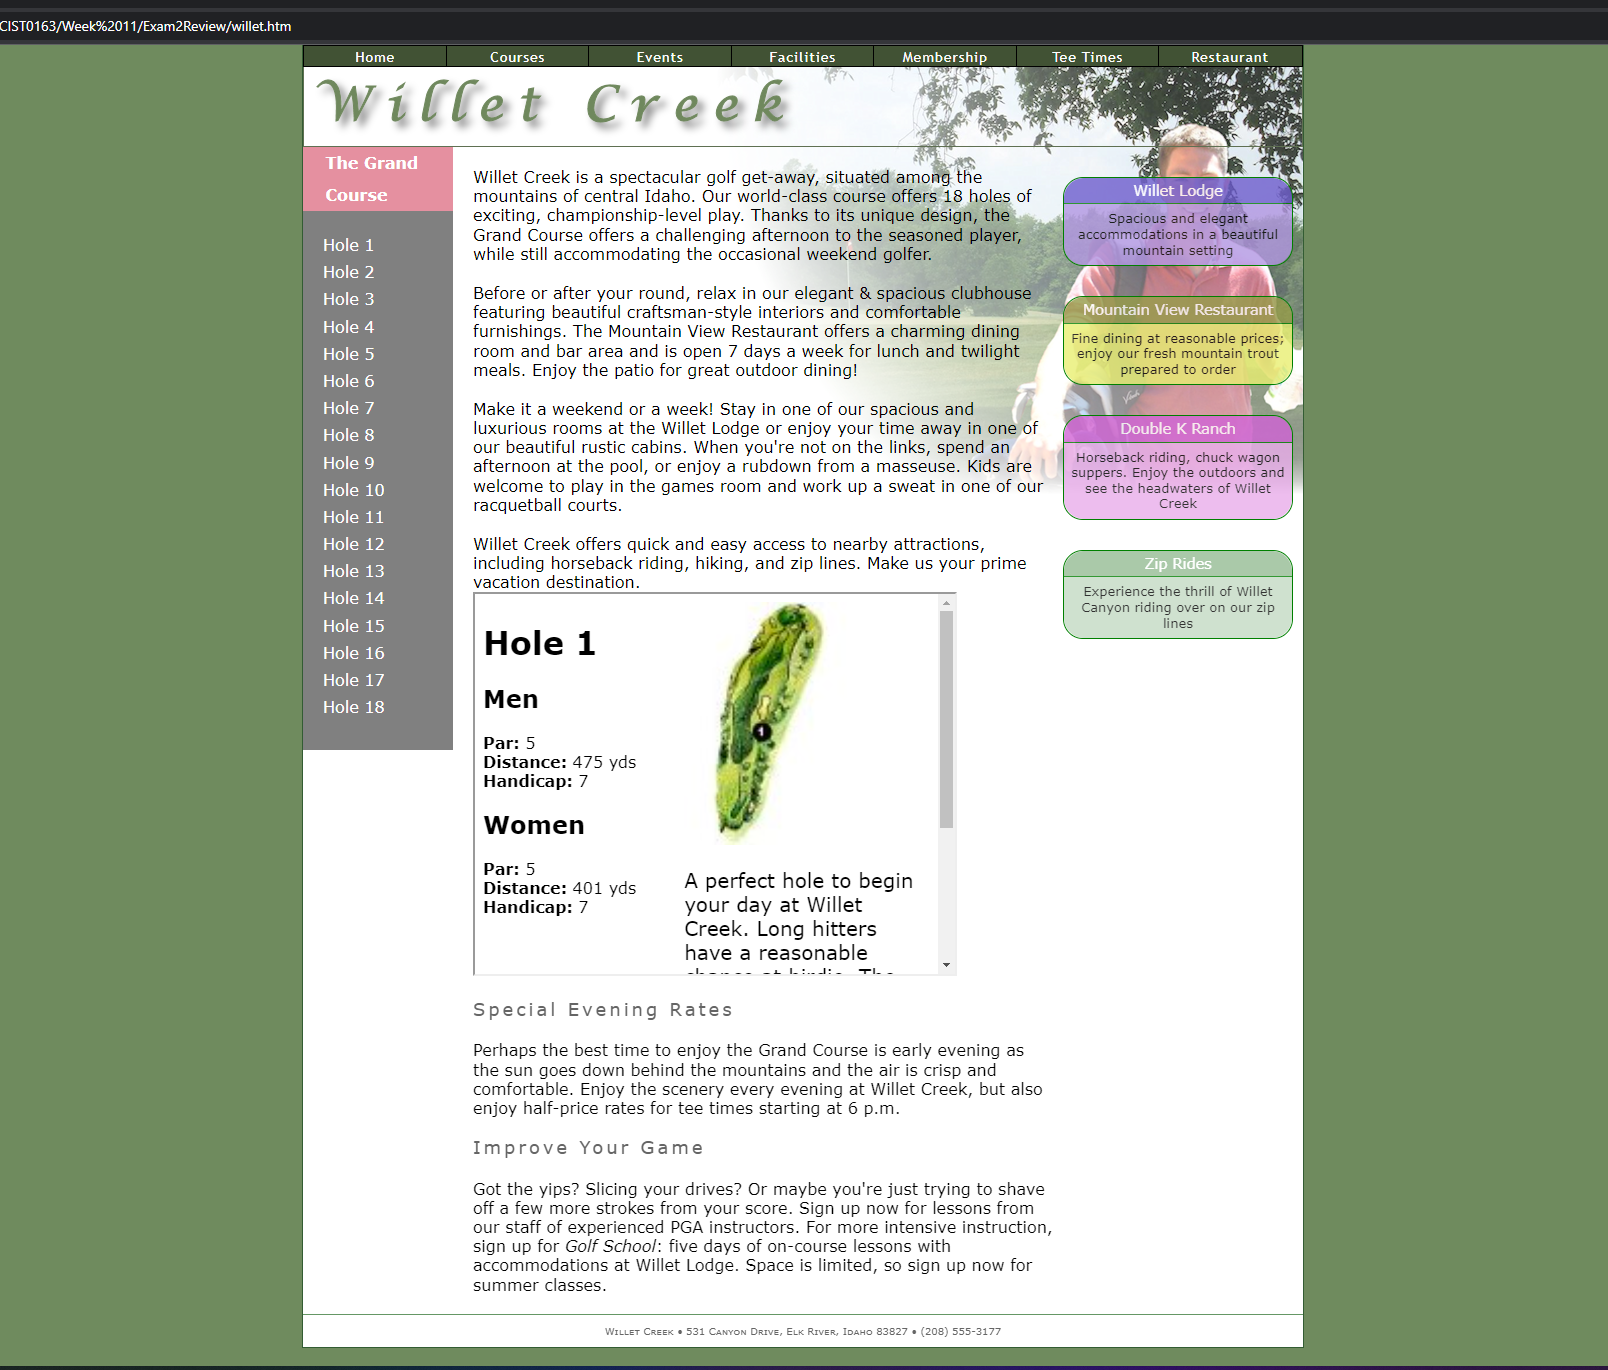 CIST0163/Week%2011/Exam2Review/willet.htm
Home Courses Events Facilities Membership Tee Times Restaurant
Willet Creek
The Grand
Course
Hole 1
Hole 2
Hole 3
Hole 4
Hole 5
Hole 6
Hole 7
Hole 8
Hole 9
Hole 10
Hole 11
Hole 12
Hole 13
Hole 14
Hole 15
Hole 16
Hole 17
Hole 18
Willet Creek is a spectacular golf get-away, situated among the
mountains of central Idaho. Our world-class course offers 18 holes of
exciting, championship-level play. Thanks to its unique design, the
Grand Course offers a challenging afternoon to the seasoned player,
while still accommodating the occasional weekend golfer.
Before or after your round, relax in our elegant & spacious clubhouse
featuring beautiful craftsman-style interiors and comfortable
furnishings. The Mountain View Restaurant offers a charming dining
room and bar area and is open 7 days a week for lunch and twilight
meals. Enjoy the patio for great outdoor dining!
Make it a weekend or a week! Stay in one of our spacious and
luxurious rooms at the Willet Lodge or enjoy your time away in one of
our beautiful rustic cabins. When you're not on the links, spend an
afternoon at the pool, or enjoy a rubdown from a masseuse. Kids are
welcome to play in the games room and work up a sweat in one of our
racquetball courts.
Willet Creek offers quick and easy access to nearby attractions,
including horseback riding, hiking, and zip lines. Make us your prime
vacation destination.
Hole 1
Men
Par: 5
Distance: 475 yds
Handicap: 7
Women
Par: 5
Distance: 401 yds
Handicap: 7
1
A perfect hole to begin
your day at Willet
Creek. Long hitters
have a reasonable
chance at birdie. The
Special Evening Rates
Perhaps the best time to enjoy the Grand Course is early evening as
the sun goes down behind the mountains and the air is crisp and
comfortable. Enjoy the scenery every evening at Willet Creek, but also
enjoy half-price rates for tee times starting at 6 p.m.
Improve Your Game
Got the yips? Slicing your drives? Or maybe you're just trying to shave
off a few more strokes from your score. Sign up now for lessons from
our staff of experienced PGA instructors. For more intensive instruction,
sign up for Golf School: five days of on-course lessons with
accommodations at Willet Lodge. Space is limited, so sign up now for
summer classes.
Willet Lodge
Spacious and elegant
accommodations in a beautiful
mountain setting
Mountain View Restaurant
Fine dining at reasonable prices;
enjoy our fresh mountain trout
prepared to order
Double K Ranch
Horseback riding, chuck wagon
suppers. Enjoy the outdoors and
see the headwaters of Willet
Creek
Zip Rides
Experience the thrill of Willet
Canyon riding over on our zip
lines
Willet Creek • 531 Canyon Drive, Elk River, Idaho 83827 • (208) 555-3177